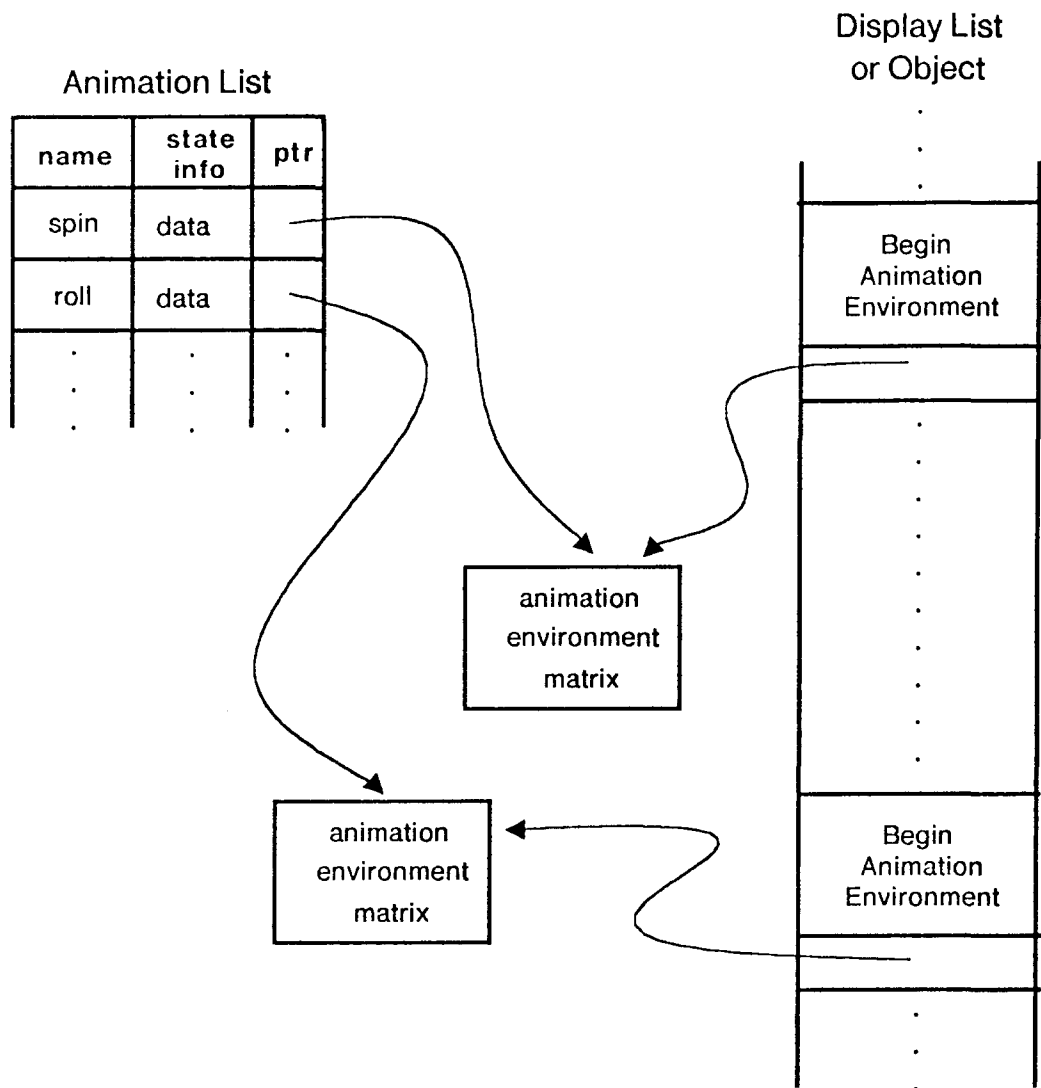 Display List
or Object
Animation List
name state info ptr
spin data
roll data
Begin
Animation
Environment
animation
environment
matrix
animation
environment
matrix
Begin
Animation
Environment